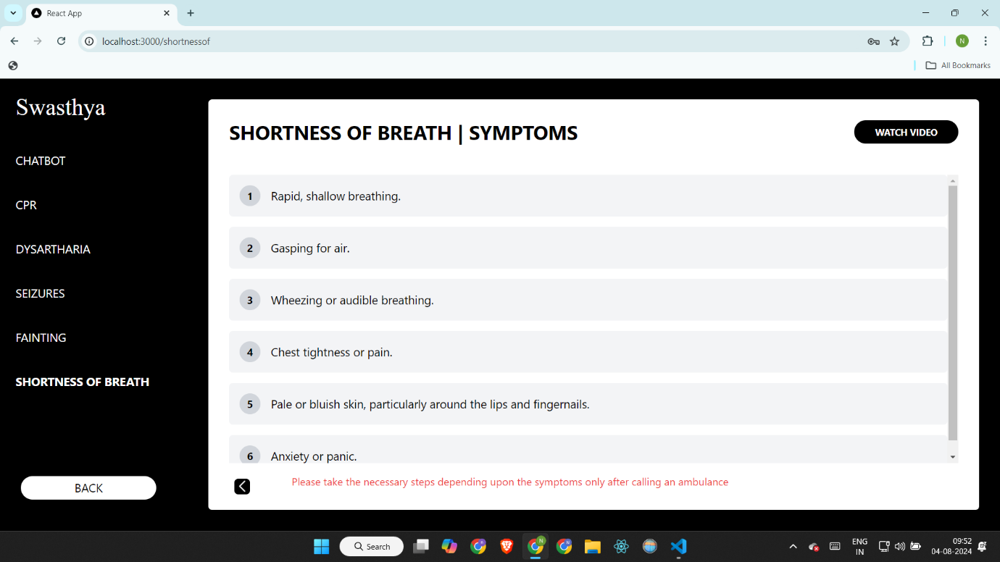 React App
localhost:3000/shortnessof
N
All Bookmarks
Swasthya
CHATBOT
CPR
DYSARTHARIA
SEIZURES
FAINTING
SHORTNESS OF BREATH
BACK
SHORTNESS OF BREATH | SYMPTOMS
WATCH VIDEO
1 Rapid, shallow breathing.
2 Gasping for air.
3 Wheezing or audible breathing.
4 Chest tightness or pain.
5 Pale or bluish skin, particularly around the lips and fingernails.
6 Anxiety or panic.
Please take the necessary steps depending upon the symptoms only after calling an ambulance
Search
ENG
IN
09:52
04-08-2024